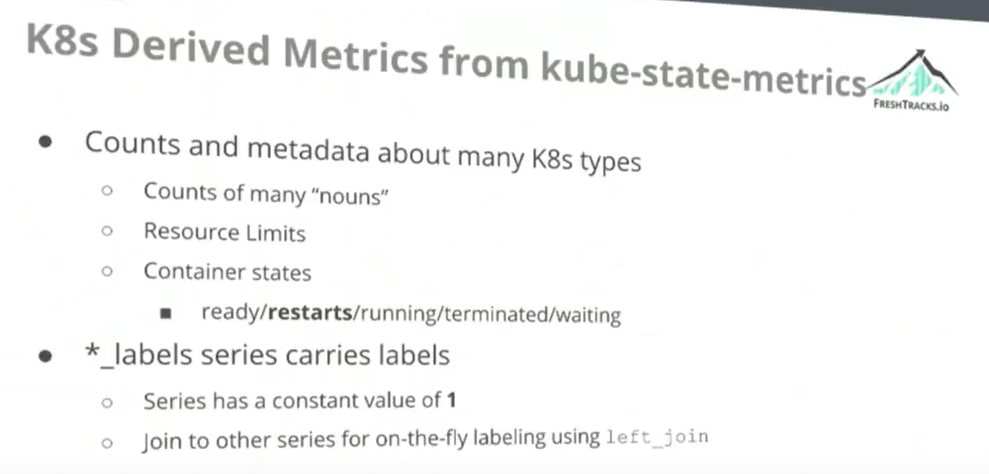 K8s Derived Metrics from kube-state-metrics
FRESHTRACKS.io
● Counts and metadata about many K8s types
○ Counts of many “nouns”
○ Resource Limits
○ Container states
■ ready/restarts/running/terminated/waiting
● *_labels series carries labels
○ Series has a constant value of 1
○ Join to other series for on-the-fly labeling using left_join